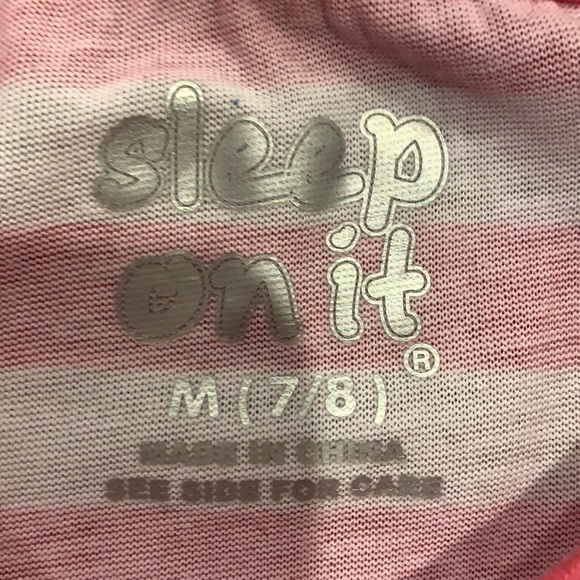 sleep
on it®
M (7/8)
MADE IN CHINA
SEE SIDE FOR CARE